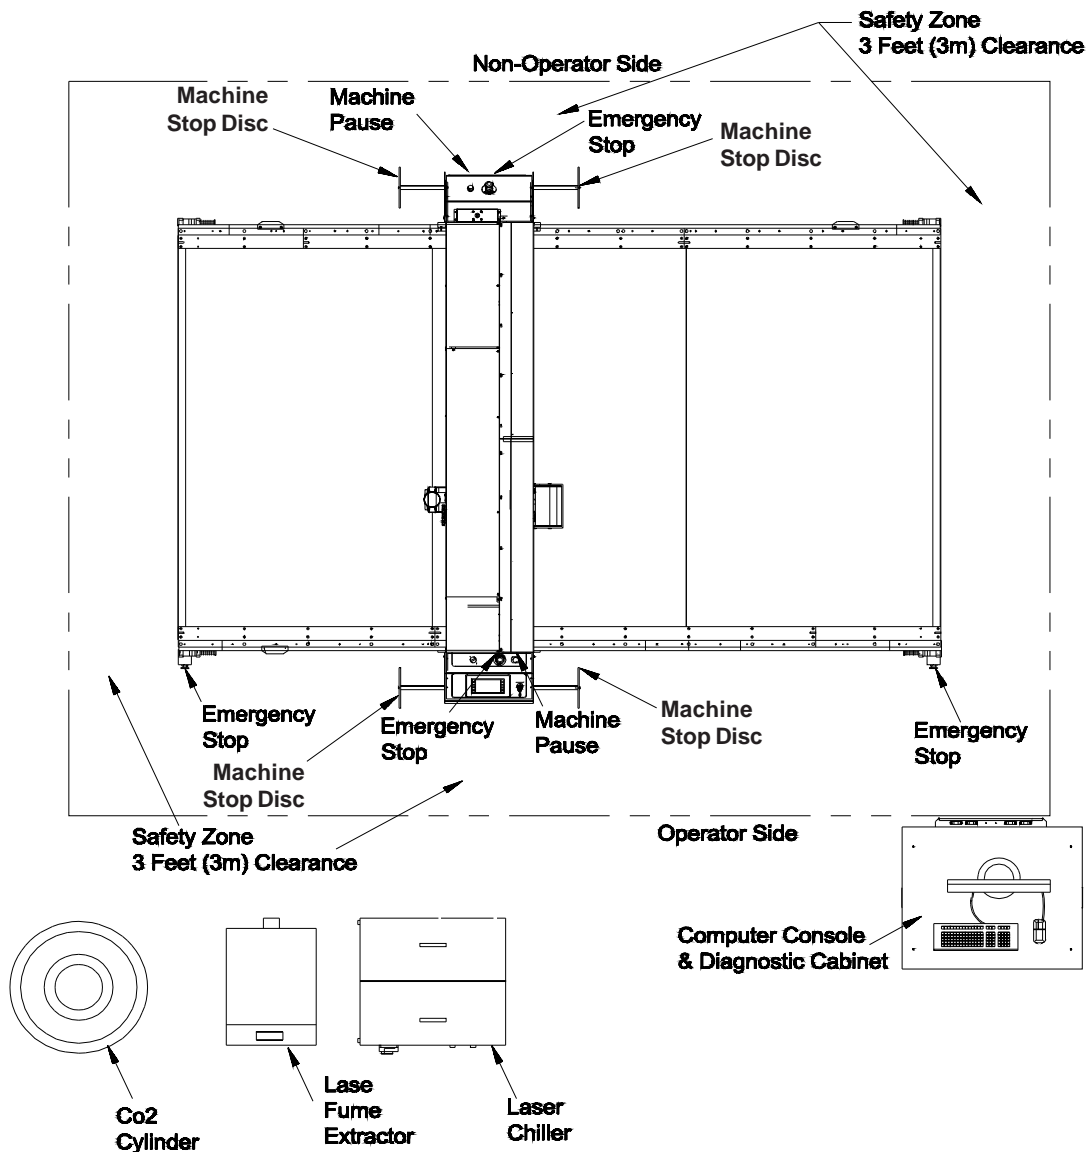 Safety Zone
3 Feet (3m) Clearance
Non-Operator Side
Machine
Stop Disc
Machine
Pause
Emergency
Stop
Machine
Stop Disc
Emergency
Stop
Machine
Stop Disc
Emergency
Stop
Machine
Pause
Machine
Stop Disc
Emergency
Stop
Safety Zone
3 Feet (3m) Clearance
Operator Side
Computer Console
& Diagnostic Cabinet
Co2
Cylinder
Lase
Fume
Extractor
Laser
Chiller